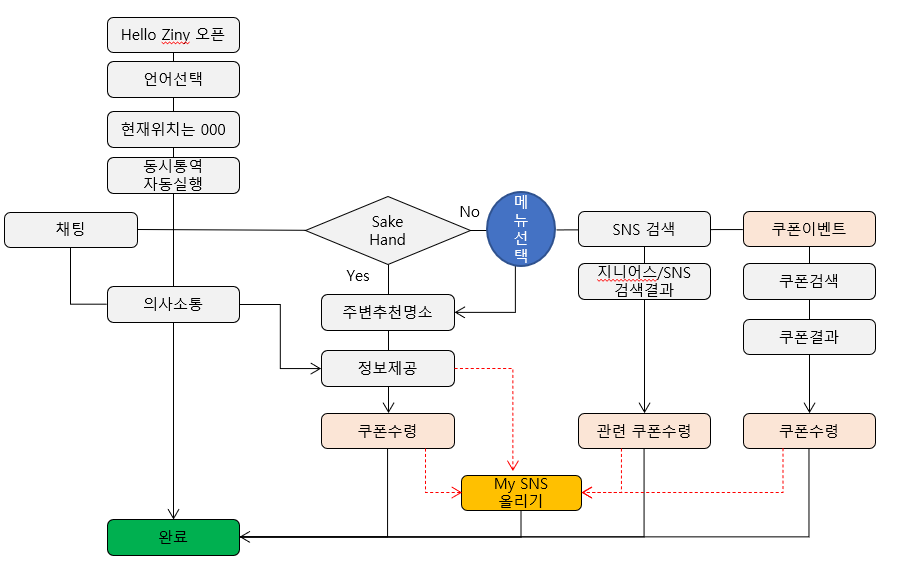 Hello Ziny 오픈
언어선택
현재위치는 000
동시통역
자동실행
채팅
의사소통
완료
Sake
Hand
No
Yes
메
뉴
선
택
주변추천명소
정보제공
쿠폰수령
My SNS
올리기
SNS 검색
지니어스/SNS
검색결과
관련 쿠폰수령
쿠폰이벤트
쿠폰검색
쿠폰결과
쿠폰수령